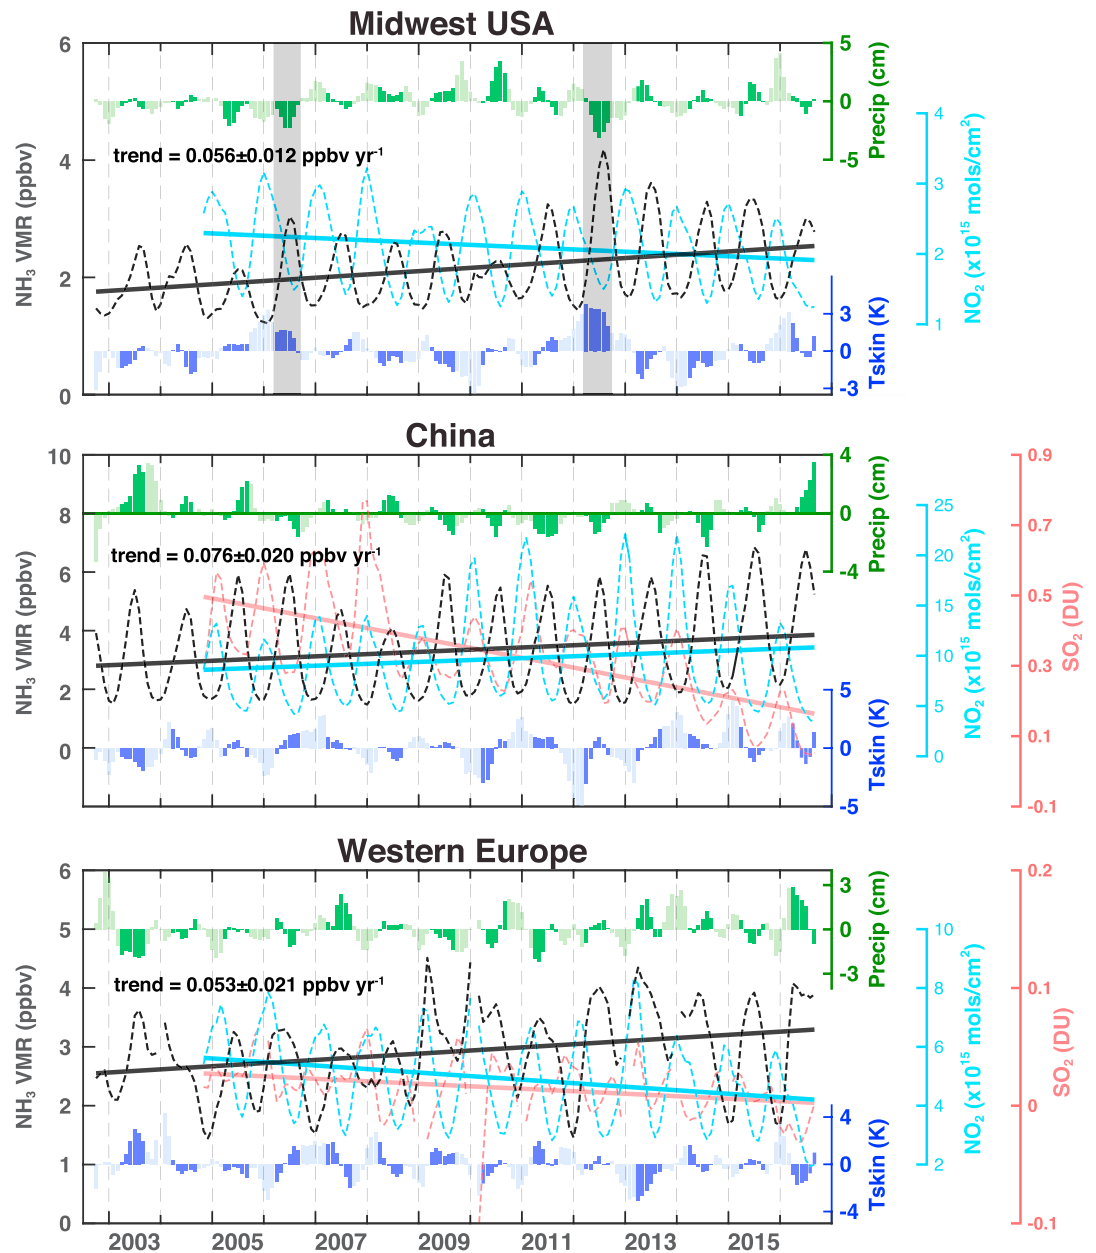 Midwest USA
6
4
2
0
NH3 VMR (ppbv)
trend = 0.056±0.012 ppbv yr-1
5
0
-5
Precip (cm)
3
0
-3
Tskin (K)
4
3
2
1
NO2 (x10^15 mols/cm^2)
China
10
8
6
4
2
0
NH3 VMR (ppbv)
trend = 0.076±0.020 ppbv yr-1
4
0
-4
Precip (cm)
5
0
-5
Tskin (K)
25
20
15
10
5
0
NO2 (x10^15 mols/cm^2)
0.9
0.7
0.5
0.3
0.1
-0.1
SO2 (DU)
Western Europe
6
5
4
3
2
1
0
NH3 VMR (ppbv)
trend = 0.053±0.021 ppbv yr-1
3
0
-3
Precip (cm)
4
0
-4
Tskin (K)
10
8
6
4
2
NO2 (x10^15 mols/cm^2)
0.2
0.1
0
-0.1
SO2 (DU)
2003 2005 2007 2009 2011 2013 2015